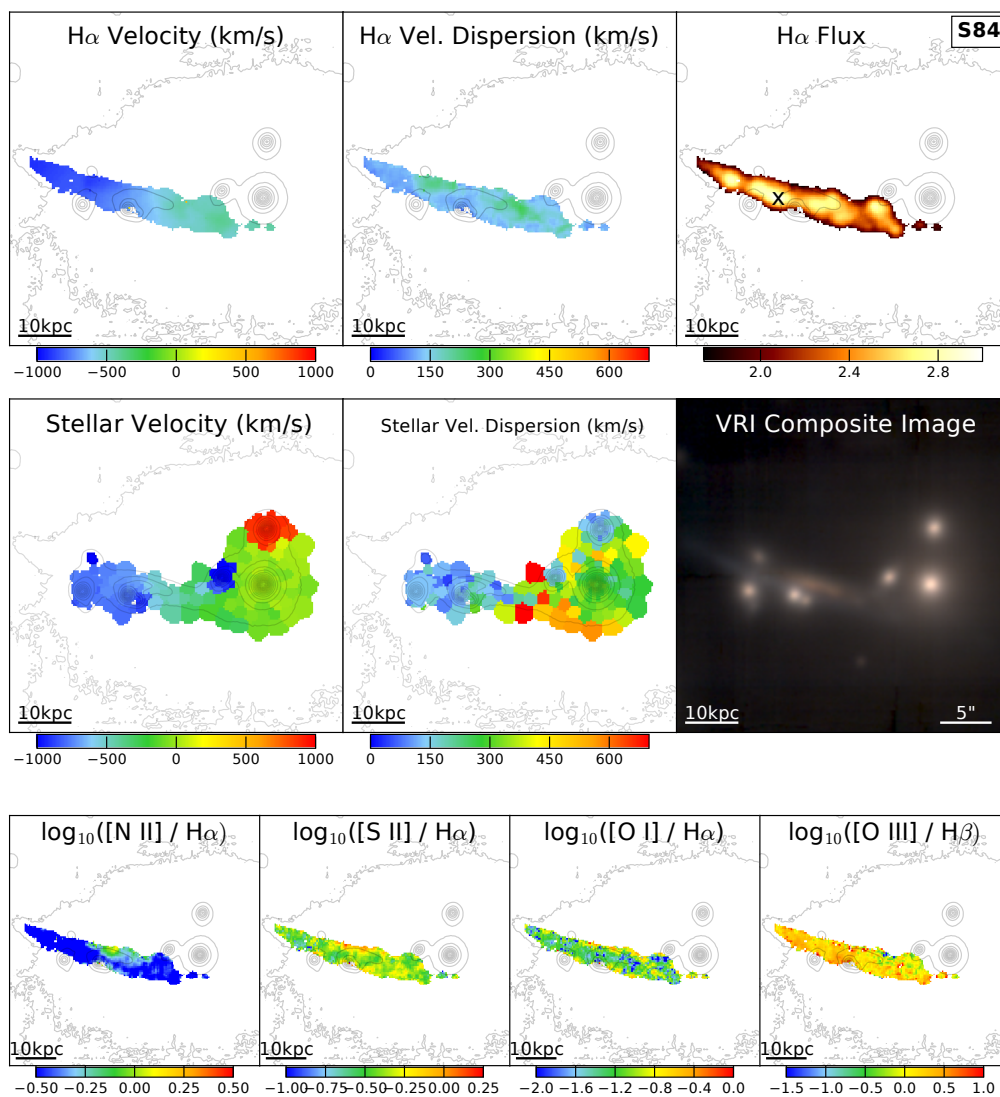 Hα Velocity (km/s)
Hα Vel. Dispersion (km/s)
Hα Flux
S84
x
10kpc
10kpc
10kpc
−1000 −500 0 500 1000
0 150 300 450 600
2.0 2.4 2.8
Stellar Velocity (km/s)
Stellar Vel. Dispersion (km/s)
VRI Composite Image
10kpc
10kpc
10kpc
5"
−1000 −500 0 500 1000
0 150 300 450 600
log₁₀([N II] / Hα)
log₁₀([S II] / Hα)
log₁₀([O I] / Hα)
log₁₀([O III] / Hβ)
10kpc
10kpc
10kpc
10kpc
−0.50 −0.25 0.00 0.25 0.50
−1.00 −0.75 −0.50 −0.25 0.00 0.25
−2.0 −1.6 −1.2 −0.8 −0.4 0.0
−1.5 −1.0 −0.5 0.0 0.5 1.0